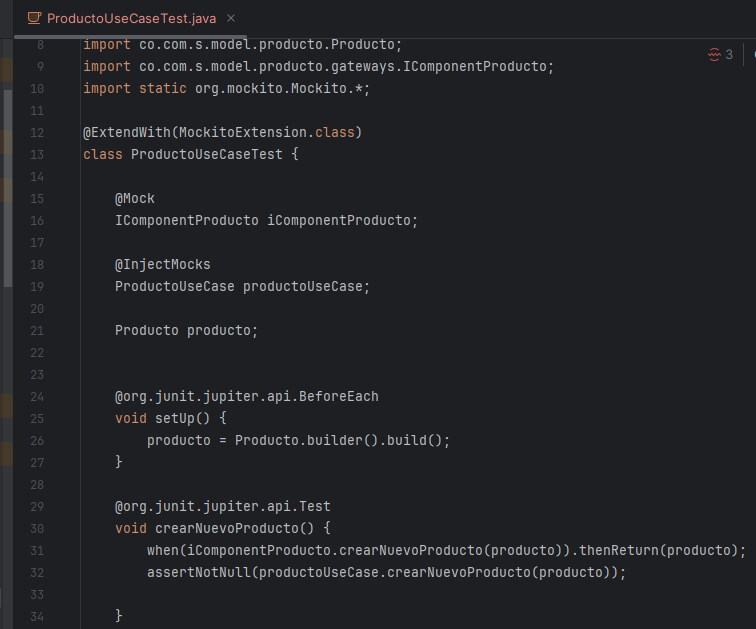 ProductoUseCaseTest.java ×
3
8 import co.com.s.model.producto.Producto;
9 import co.com.s.model.producto.gateways.IComponentProducto;
10 import static org.mockito.Mockito.*;
11
12 @ExtendWith(MockitoExtension.class)
13 class ProductoUseCaseTest {
14
15     @Mock
16     IComponentProducto iComponentProducto;
17
18     @InjectMocks
19     ProductoUseCase productoUseCase;
20
21     Producto producto;
22
23
24     @org.junit.jupiter.api.BeforeEach
25     void setUp() {
26         producto = Producto.builder().build();
27     }
28
29     @org.junit.jupiter.api.Test
30     void crearNuevoProducto() {
31         when(iComponentProducto.crearNuevoProducto(producto)).thenReturn(producto);
32         assertNotNull(productoUseCase.crearNuevoProducto(producto));
33
34     }